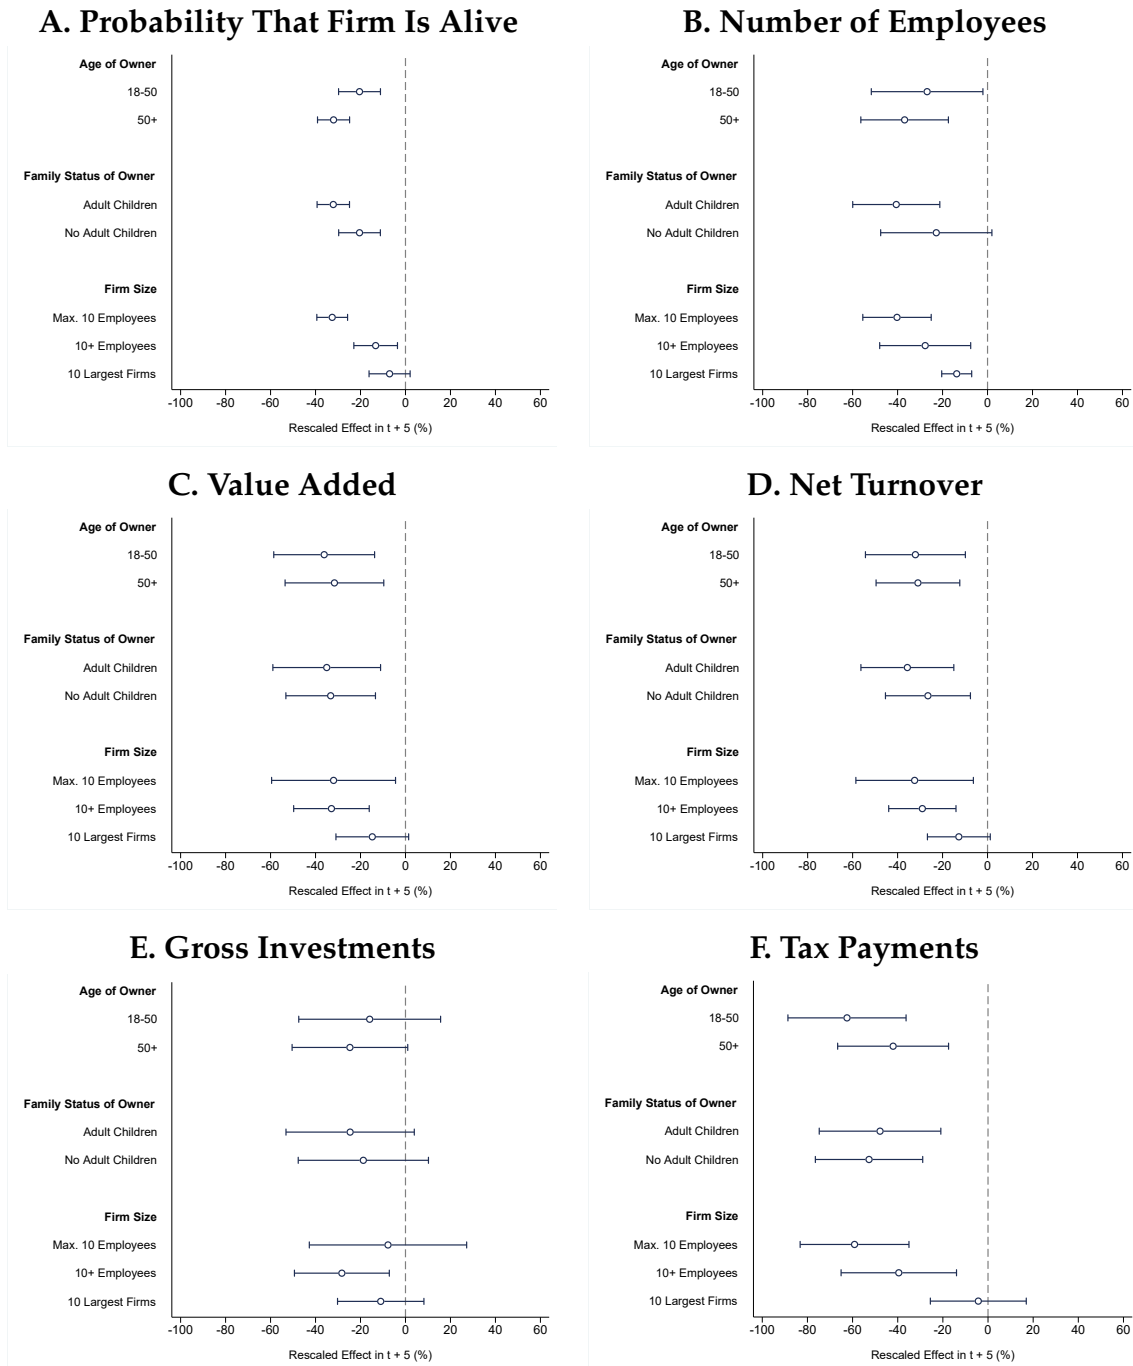 A. Probability That Firm Is Alive
Age of Owner
18-50
50+
Family Status of Owner
Adult Children
No Adult Children
Firm Size
Max. 10 Employees
10+ Employees
10 Largest Firms
-100 -80 -60 -40 -20 0 20 40 60
Rescaled Effect in t + 5 (%)
B. Number of Employees
Age of Owner
18-50
50+
Family Status of Owner
Adult Children
No Adult Children
Firm Size
Max. 10 Employees
10+ Employees
10 Largest Firms
-100 -80 -60 -40 -20 0 20 40 60
Rescaled Effect in t + 5 (%)
C. Value Added
Age of Owner
18-50
50+
Family Status of Owner
Adult Children
No Adult Children
Firm Size
Max. 10 Employees
10+ Employees
10 Largest Firms
-100 -80 -60 -40 -20 0 20 40 60
Rescaled Effect in t + 5 (%)
D. Net Turnover
Age of Owner
18-50
50+
Family Status of Owner
Adult Children
No Adult Children
Firm Size
Max. 10 Employees
10+ Employees
10 Largest Firms
-100 -80 -60 -40 -20 0 20 40 60
Rescaled Effect in t + 5 (%)
E. Gross Investments
Age of Owner
18-50
50+
Family Status of Owner
Adult Children
No Adult Children
Firm Size
Max. 10 Employees
10+ Employees
10 Largest Firms
-100 -80 -60 -40 -20 0 20 40 60
Rescaled Effect in t + 5 (%)
F. Tax Payments
Age of Owner
18-50
50+
Family Status of Owner
Adult Children
No Adult Children
Firm Size
Max. 10 Employees
10+ Employees
10 Largest Firms
-100 -80 -60 -40 -20 0 20 40 60
Rescaled Effect in t + 5 (%)